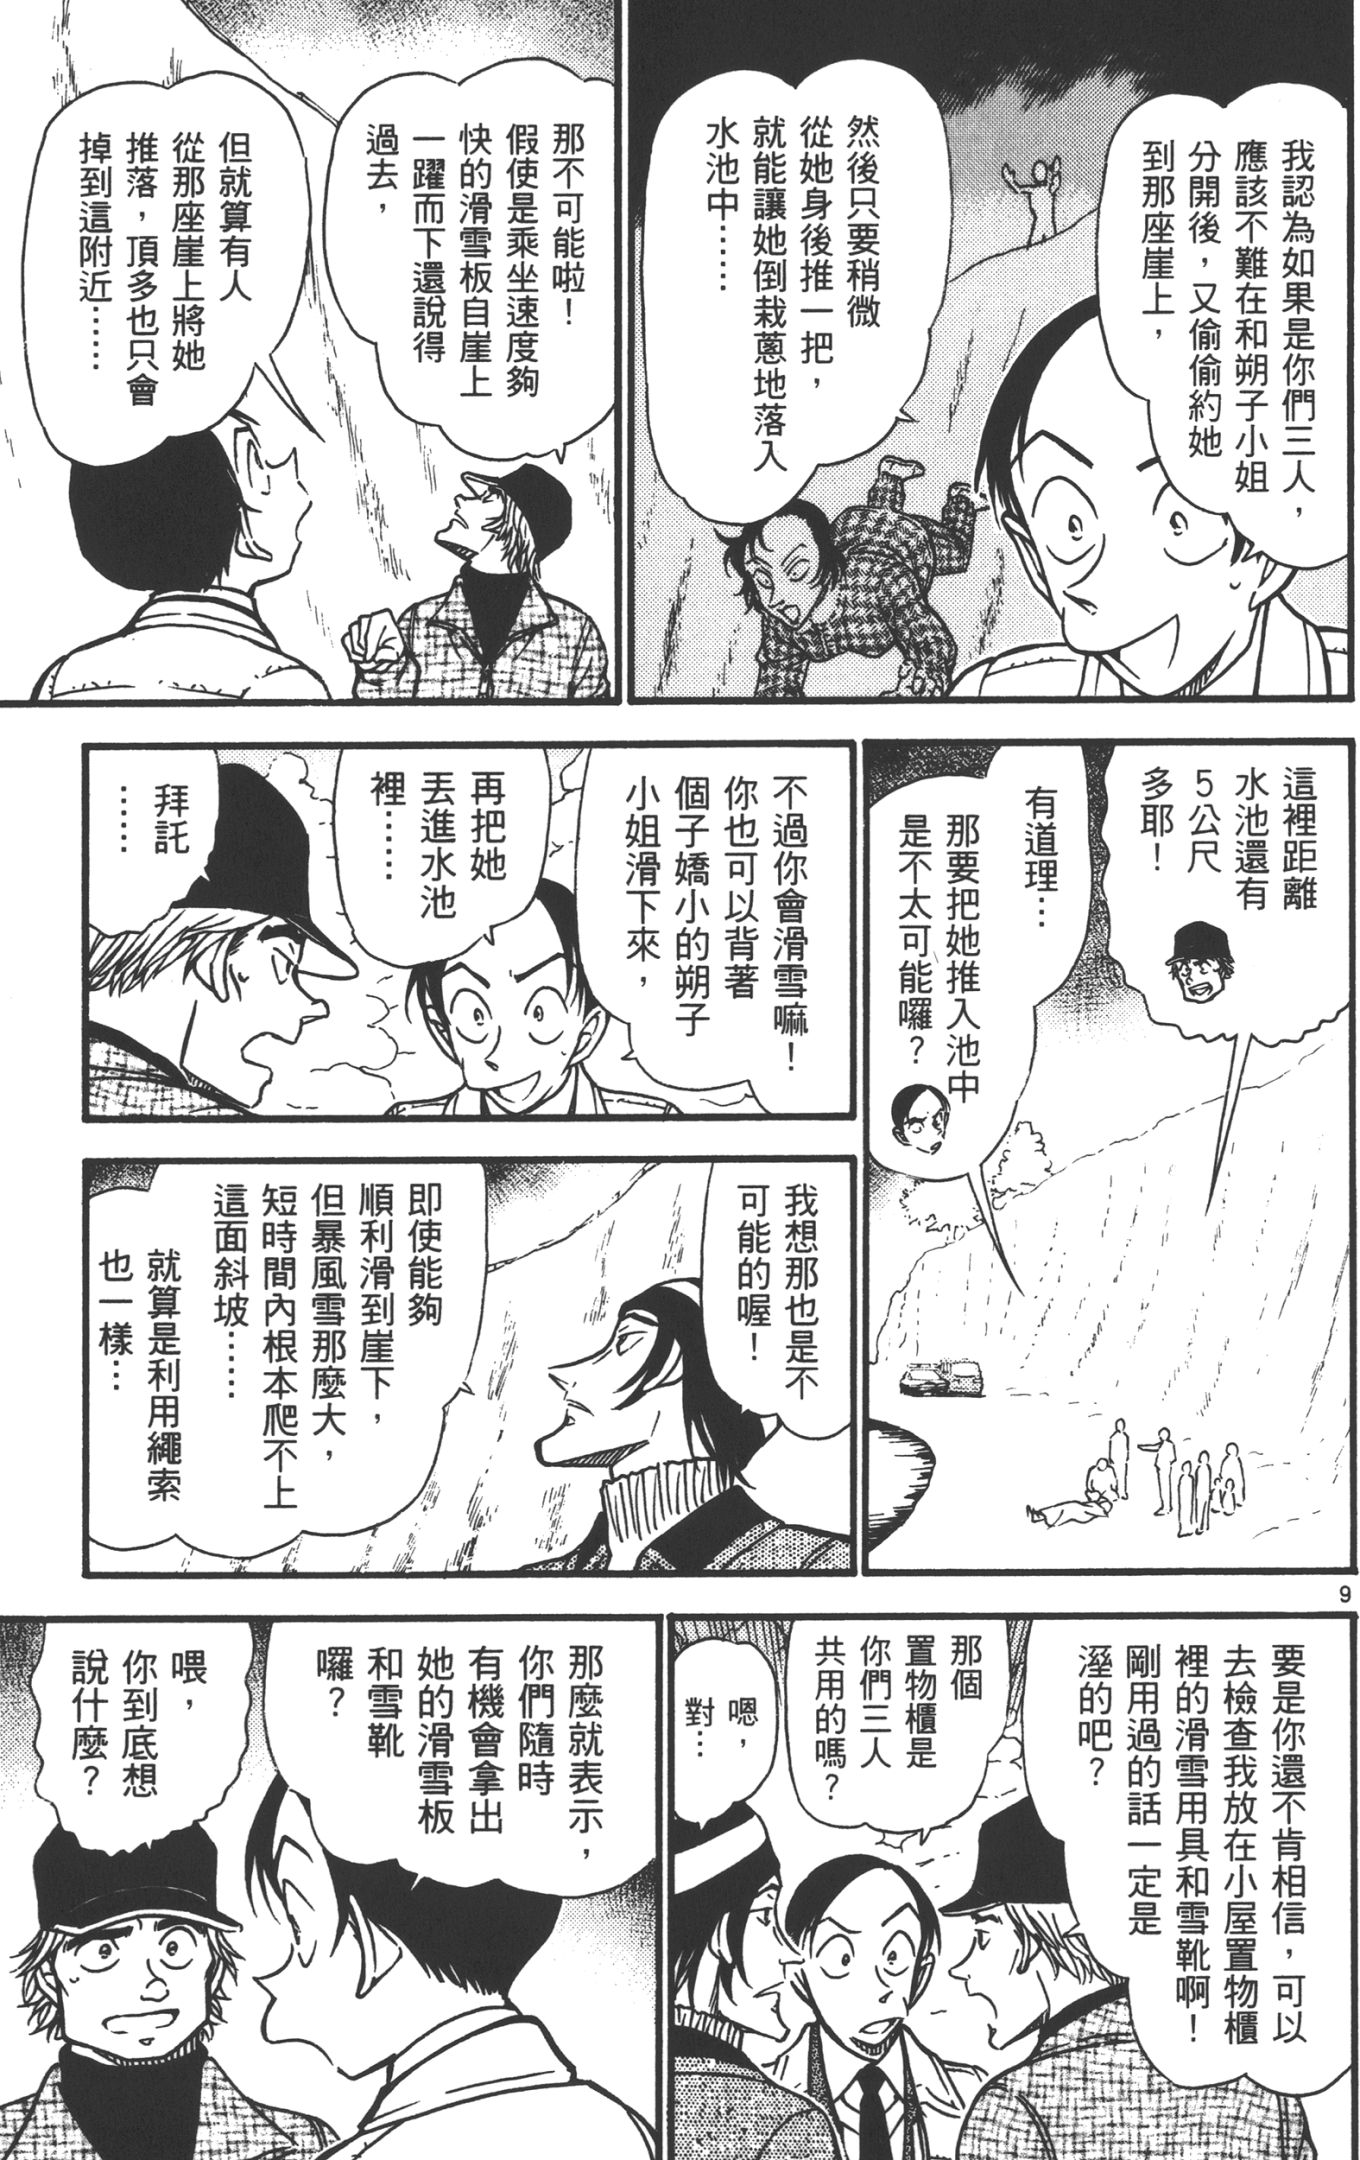 我認為如果是你們三人，
應該不難在和朔子小姐
分開後，又偷偷約她
到那座崖上，
然後只要稍微
從她身後推一把，
就能讓她倒栽蔥地落入
水池中……
那不可能啦！
假使是乘坐速度夠
快的滑雪板自崖上
一躍而下還說得
過去，
但就算有人
從那座崖上將她
推落，頂多也只會
掉到這附近……
這裡距離
水池還有
5公尺
多耶！
有道理…
那要把她推入池中
是不太可能囉？
不過你會滑雪嘛！
你也可以背著
個子嬌小的朔子
小姐滑下來，
再把她
丟進水池
裡……
拜託
……
我想那也是不
可能的喔！
即使能夠
順利滑到崖下，
但暴風雪那麼大，
短時間內根本爬不上
這面斜坡……
就算是利用繩索
也一樣…
9
要是你還不肯相信，可以
去檢查我放在小屋置物櫃
裡的滑雪用具和雪靴啊！
剛用過的話一定是
溼的吧？
那個
置物櫃是
你們三人
共用的嗎？
嗯，
對…
那麼就表示，
你們隨時
有機會拿出
她的滑雪板
和雪靴
囉？
喂，
你到底想
說什麼？